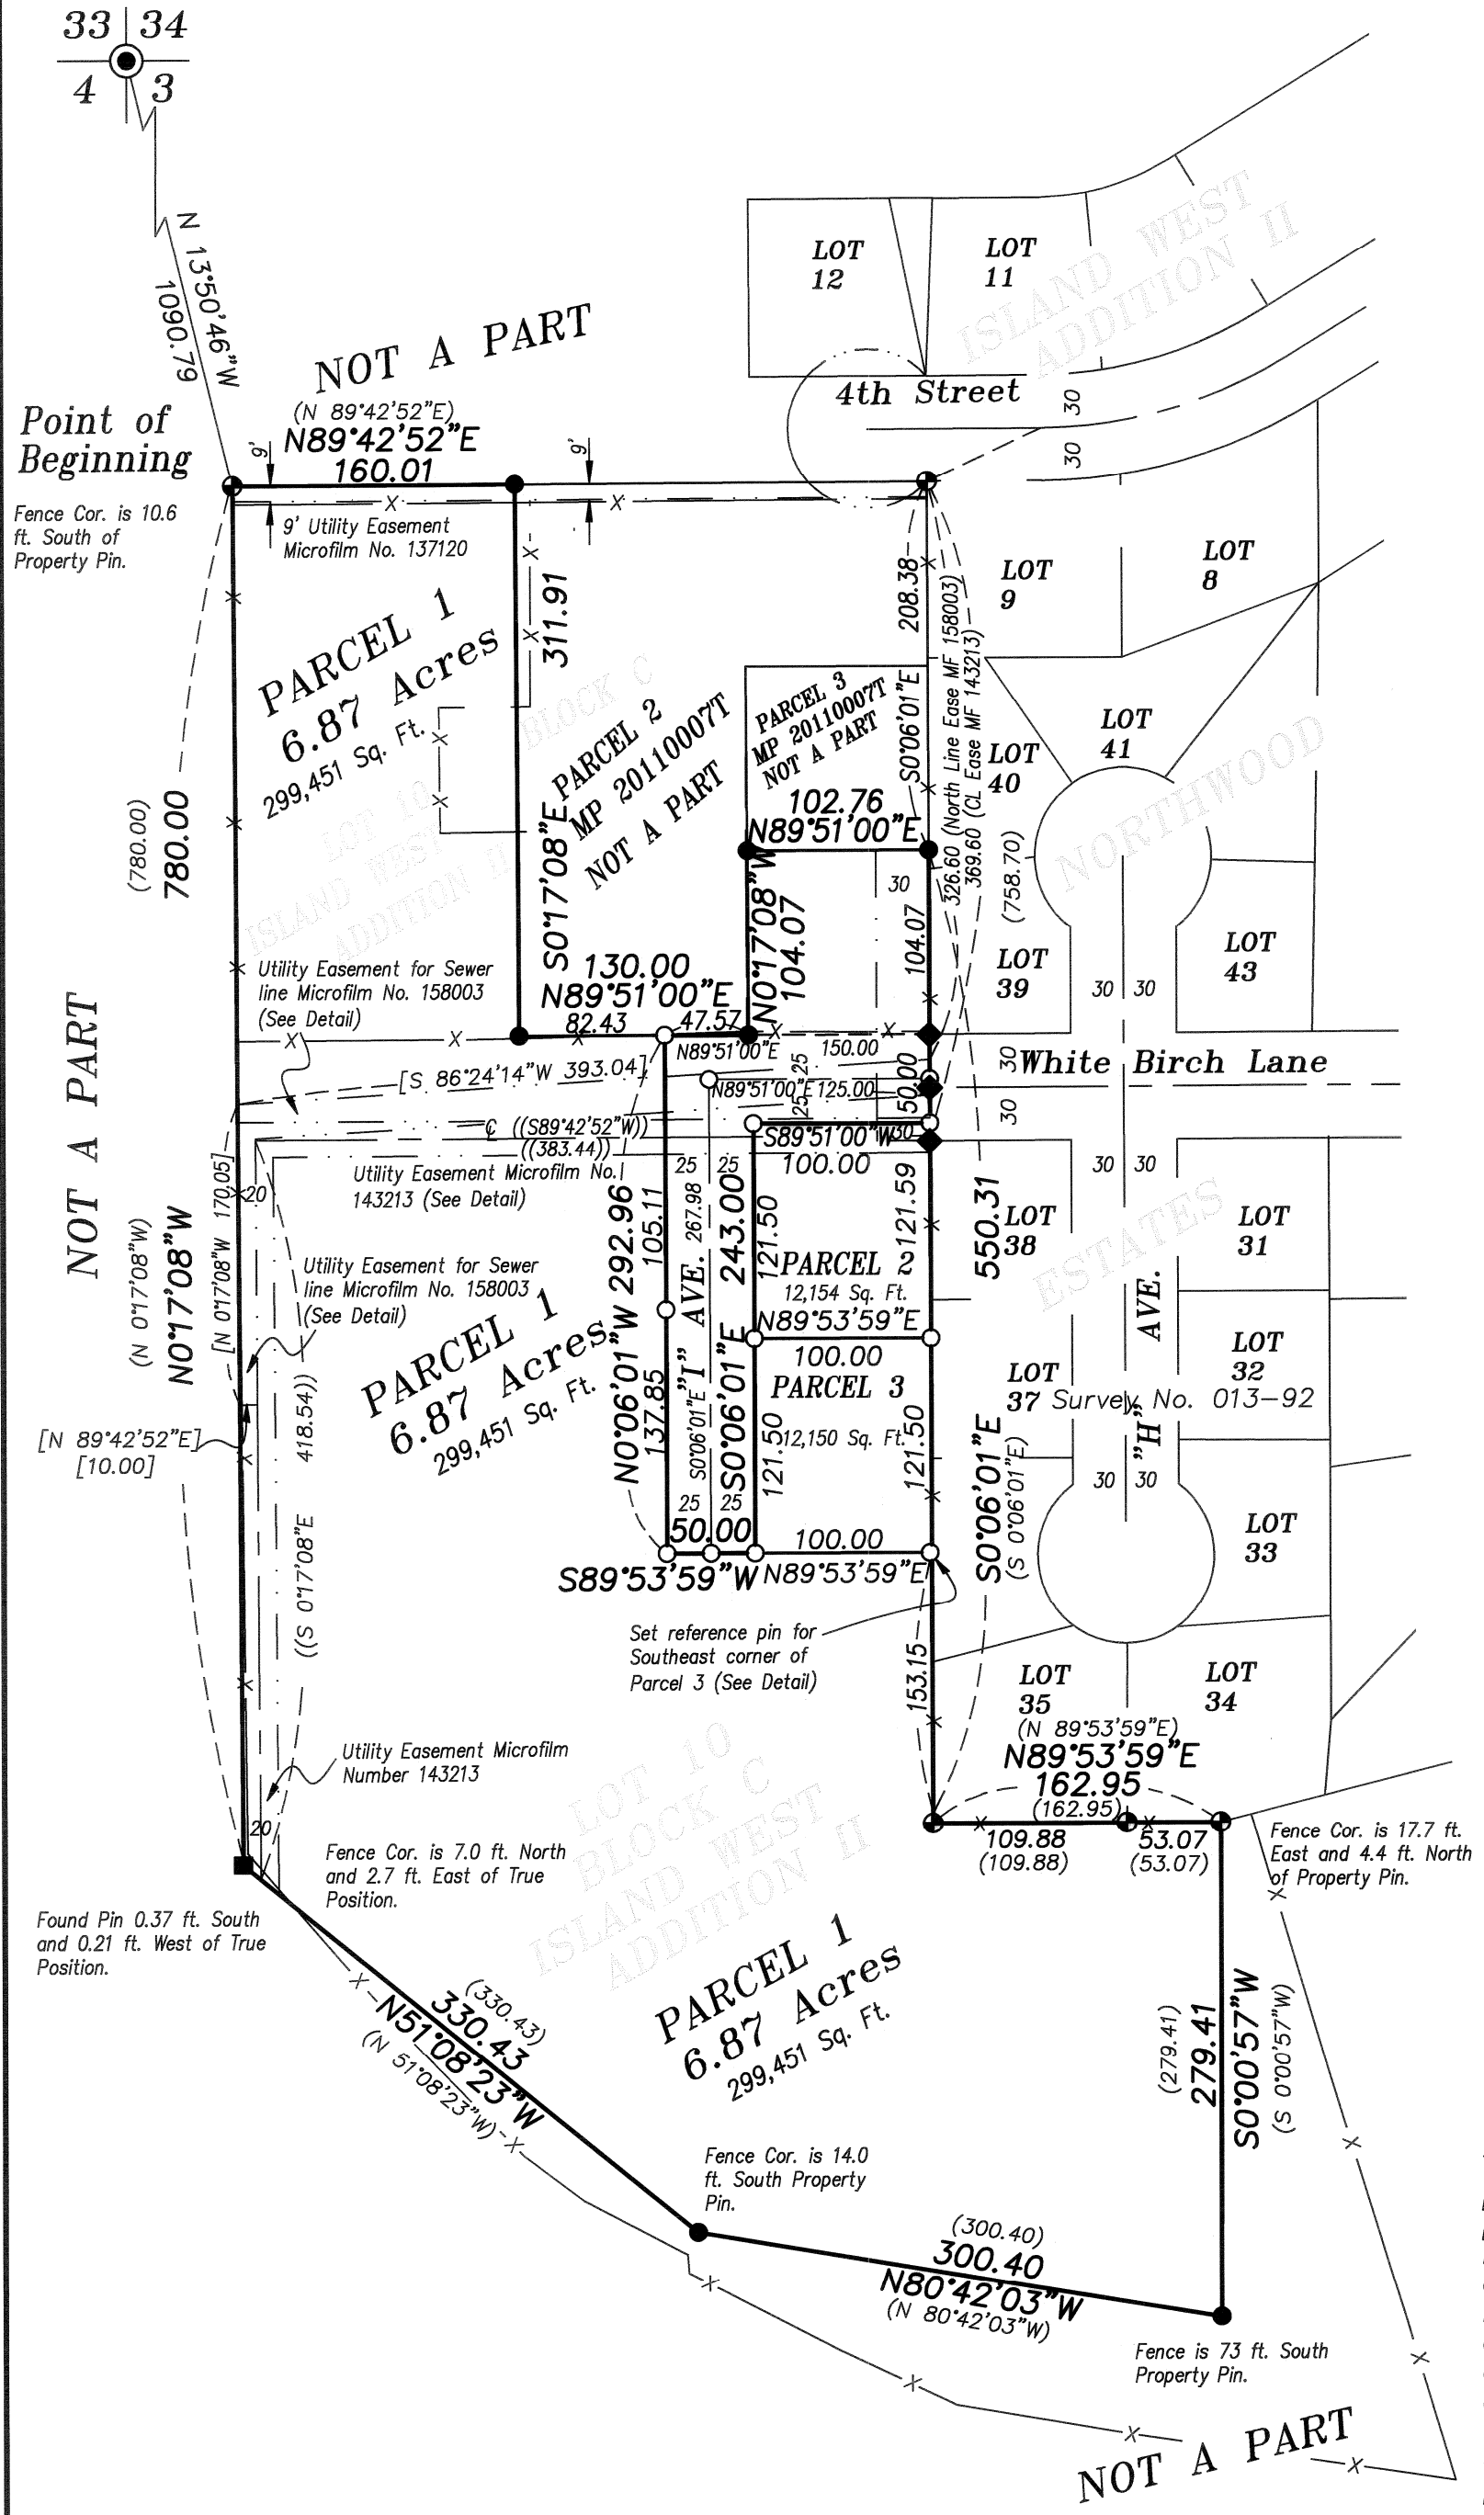 33 34
4 3
N 13°50'46"W
1090.79
NOT A PART
(N 89°42'52"E)
N89°42'52"E
160.01
9'
9'
Point of
Beginning
Fence Cor. is 10.6
ft. South of
Property Pin.
9' Utility Easement
Microfilm No. 137120
LOT
12
LOT
11
ISLAND WEST
ADDITION II
4th Street
30
30
LOT
9
LOT
8
208.38
S0°06'01"E
326.60 (North Line Ease MF 158003)
369.60 (CL Ease MF 143213)
(758.70)
311.91
S0°17'08"E
PARCEL 1
6.87 Acres
299,451 Sq. Ft.
BLOCK C
LOT 10
ISLAND WEST
ADDITION II
PARCEL 2
MP 20110007T
NOT A PART
PARCEL 3
MP 20110007T
NOT A PART
102.76
N89°51'00"E
LOT
40
LOT
41
NORTHWOOD
LOT
39
LOT
43
30 30
(780.00)
780.00
N0°17'08"W
104.07
30
104.07
130.00
N89°51'00"E
82.43
47.57
Utility Easement for Sewer
line Microfilm No. 158003
(See Detail)
NOT A PART
N89°51'00"E 150.00
25
N89°51'00"E 125.00
25
50.00
30
30
White Birch Lane
[S 86°24'14"W 393.04]
℄ ((S89°42'52"W))
((383.44))
S89°51'00"W
30
100.00
Utility Easement Microfilm No.
143213 (See Detail)
20
[N 0°17'08"W 170.05]
(N 0°17'08"W)
N0°17'08"W
Utility Easement for Sewer
line Microfilm No. 158003
(See Detail)
25 25
N0°06'01"W 292.96
105.11
137.85
"I" AVE.
S0°06'01"E
267.98
S0°06'01"E 243.00
121.50
121.59
PARCEL 2
12,154 Sq. Ft.
N89°53'59"E
100.00
PARCEL 3
12,150 Sq. Ft.
121.50
121.50
25 25
50.00
S89°53'59"W
100.00
N89°53'59"E
550.31
S0°06'01"E
(S 0°06'01"E)
LOT
38
30 30
LOT
31
ESTATES
"H" AVE.
LOT
32
LOT
37
Survey No. 013-92
30 30
LOT
33
PARCEL 1
6.87 Acres
299,451 Sq. Ft.
[N 89°42'52"E]
[10.00]
((S 0°17'08"E 418.54))
Set reference pin for
Southeast corner of
Parcel 3 (See Detail)
153.15
LOT
35
LOT
34
(N 89°53'59"E)
N89°53'59"E
162.95
(162.95)
109.88
(109.88)
53.07
(53.07)
Utility Easement Microfilm
Number 143213
20
LOT 10
BLOCK C
ISLAND WEST
ADDITION II
Fence Cor. is 7.0 ft. North
and 2.7 ft. East of True
Position.
Fence Cor. is 17.7 ft.
East and 4.4 ft. North
of Property Pin.
Found Pin 0.37 ft. South
and 0.21 ft. West of True
Position.
(330.43)
330.43
N51°08'23"W
(N 51°08'23"W)
PARCEL 1
6.87 Acres
299,451 Sq. Ft.
(279.41)
279.41
S0°00'57"W
(S 0°00'57"W)
Fence Cor. is 14.0
ft. South Property
Pin.
(300.40)
300.40
N80°42'03"W
(N 80°42'03"W)
Fence is 73 ft. South
Property Pin.
NOT A PART